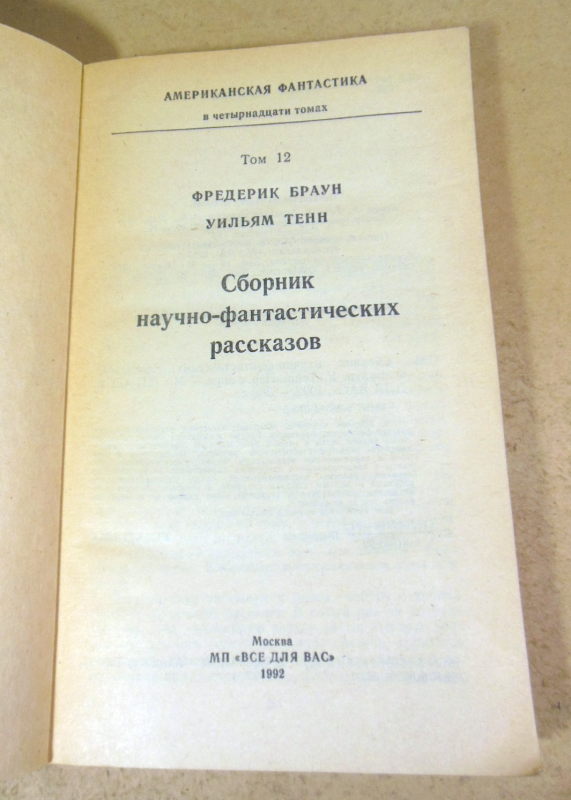 АМЕРИКАНСКАЯ ФАНТАСТИКА
в четырнадцати томах
Том 12
ФРЕДЕРИК БРАУН
УИЛЬЯМ ТЕНН
Сборник
научно-фантастических
рассказов
Москва
МП «ВСЕ ДЛЯ ВАС»
1992